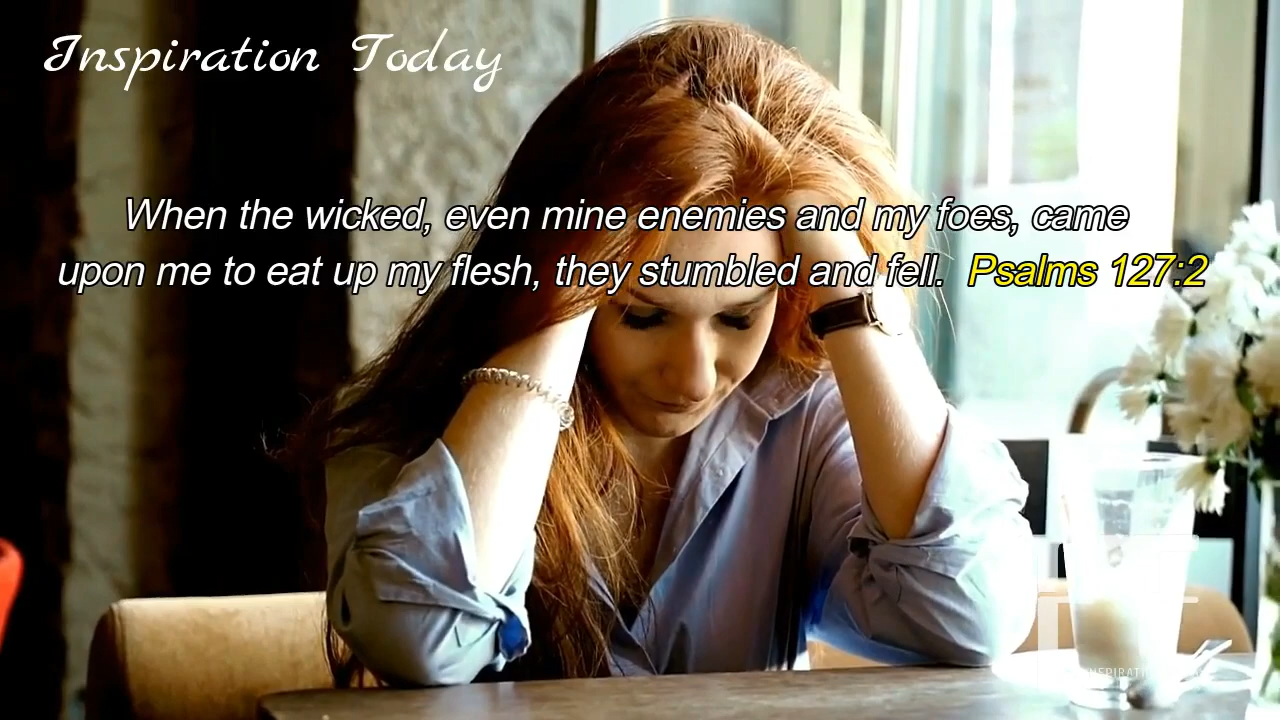 Inspiration Today
When the wicked, even mine enemies and my foes, came
upon me to eat up my flesh, they stumbled and fell. Psalms 127:2